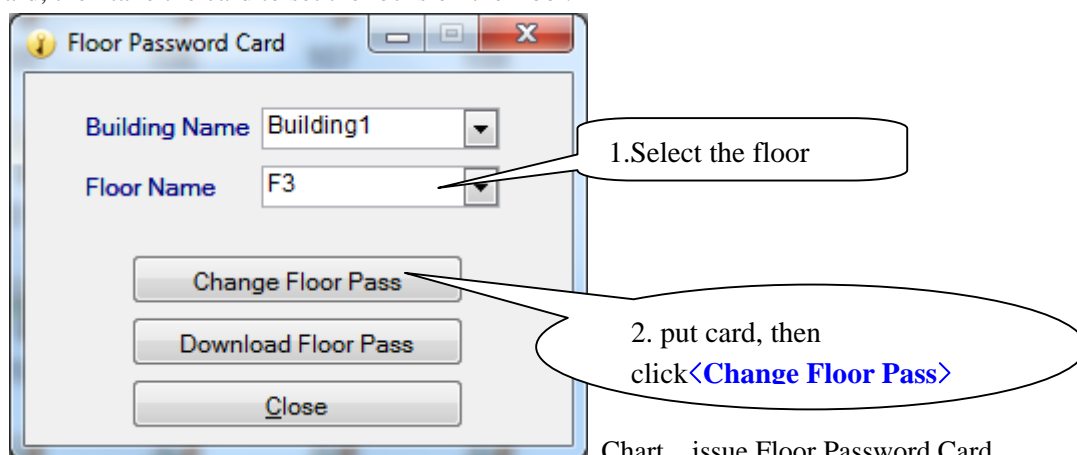 Floor Password Card
Building Name Building1
1.Select the floor
Floor Name F3
Change Floor Pass
2. put card, then
click<Change Floor Pass>
Download Floor Pass
Close
Chart issue Floor Password Card